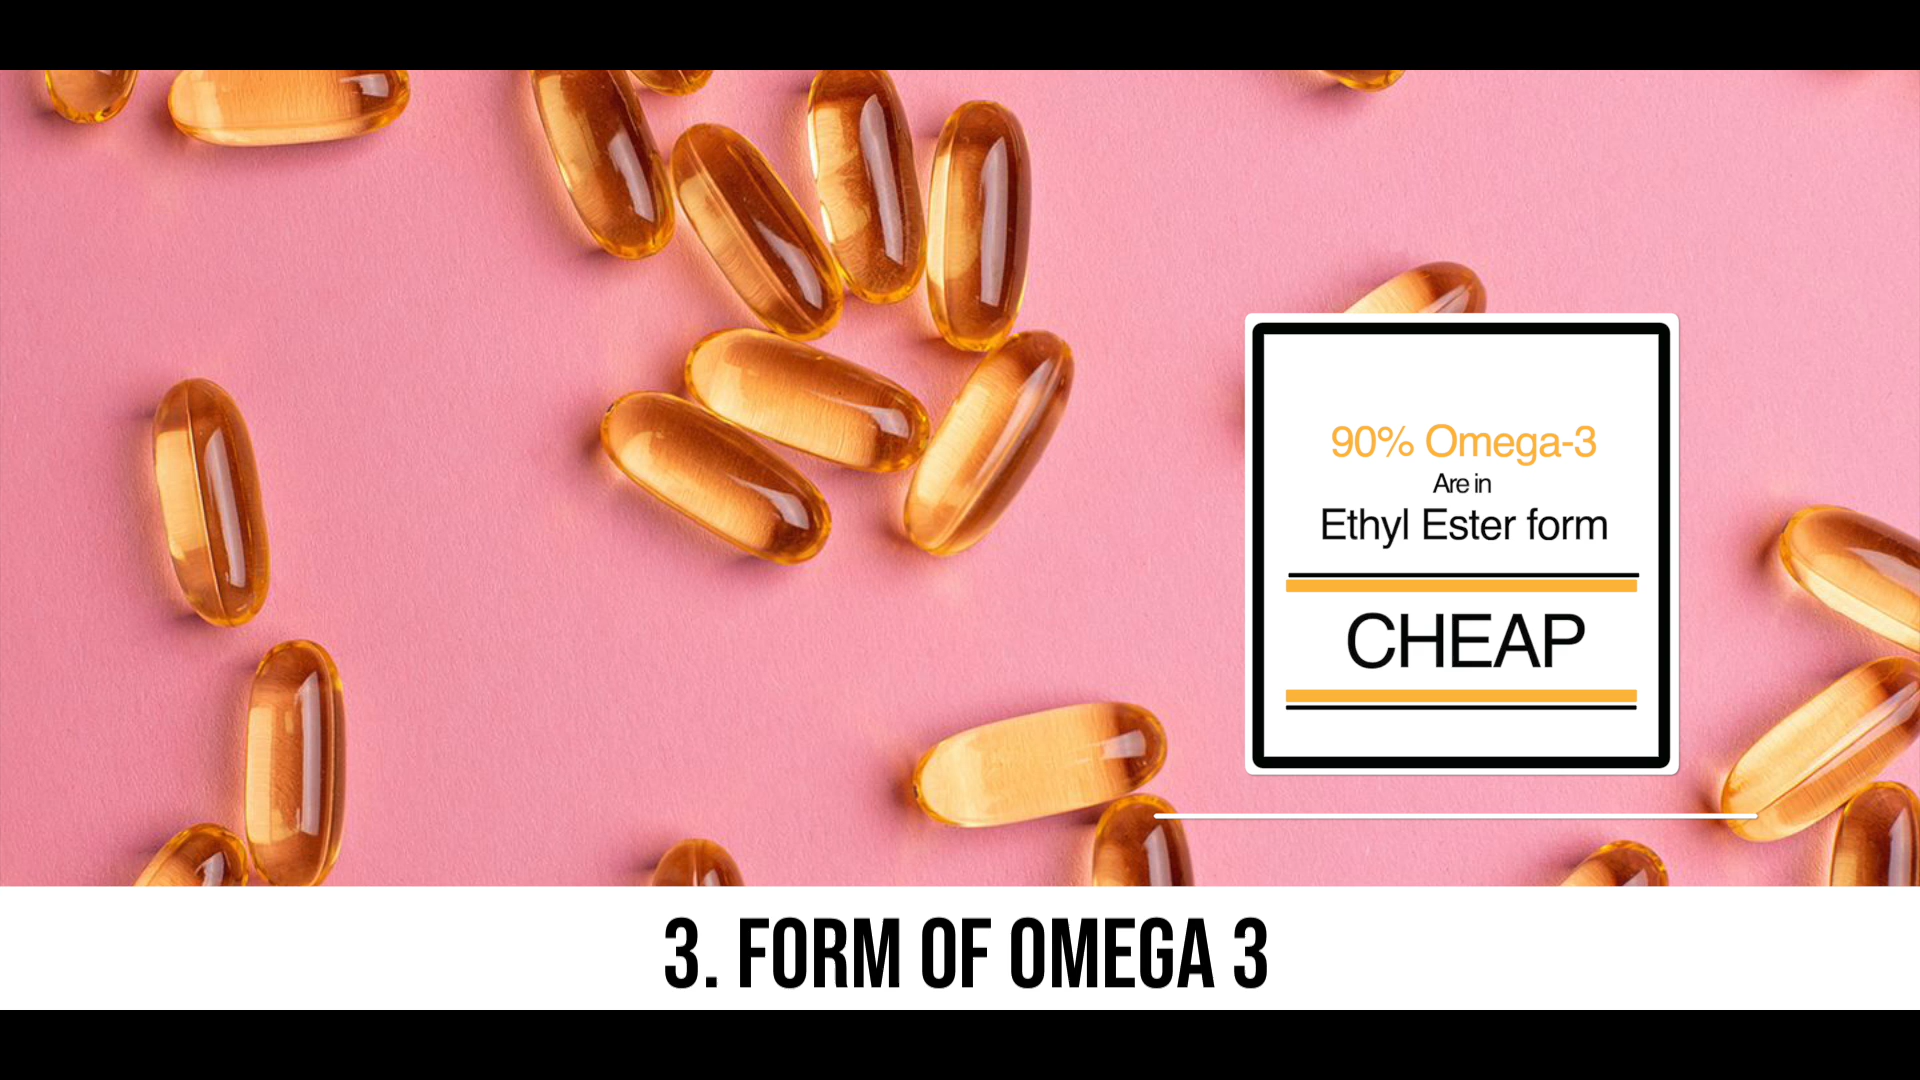 90% Omega-3
Are in
Ethyl Ester form
CHEAP
3. FORM OF OMEGA 3